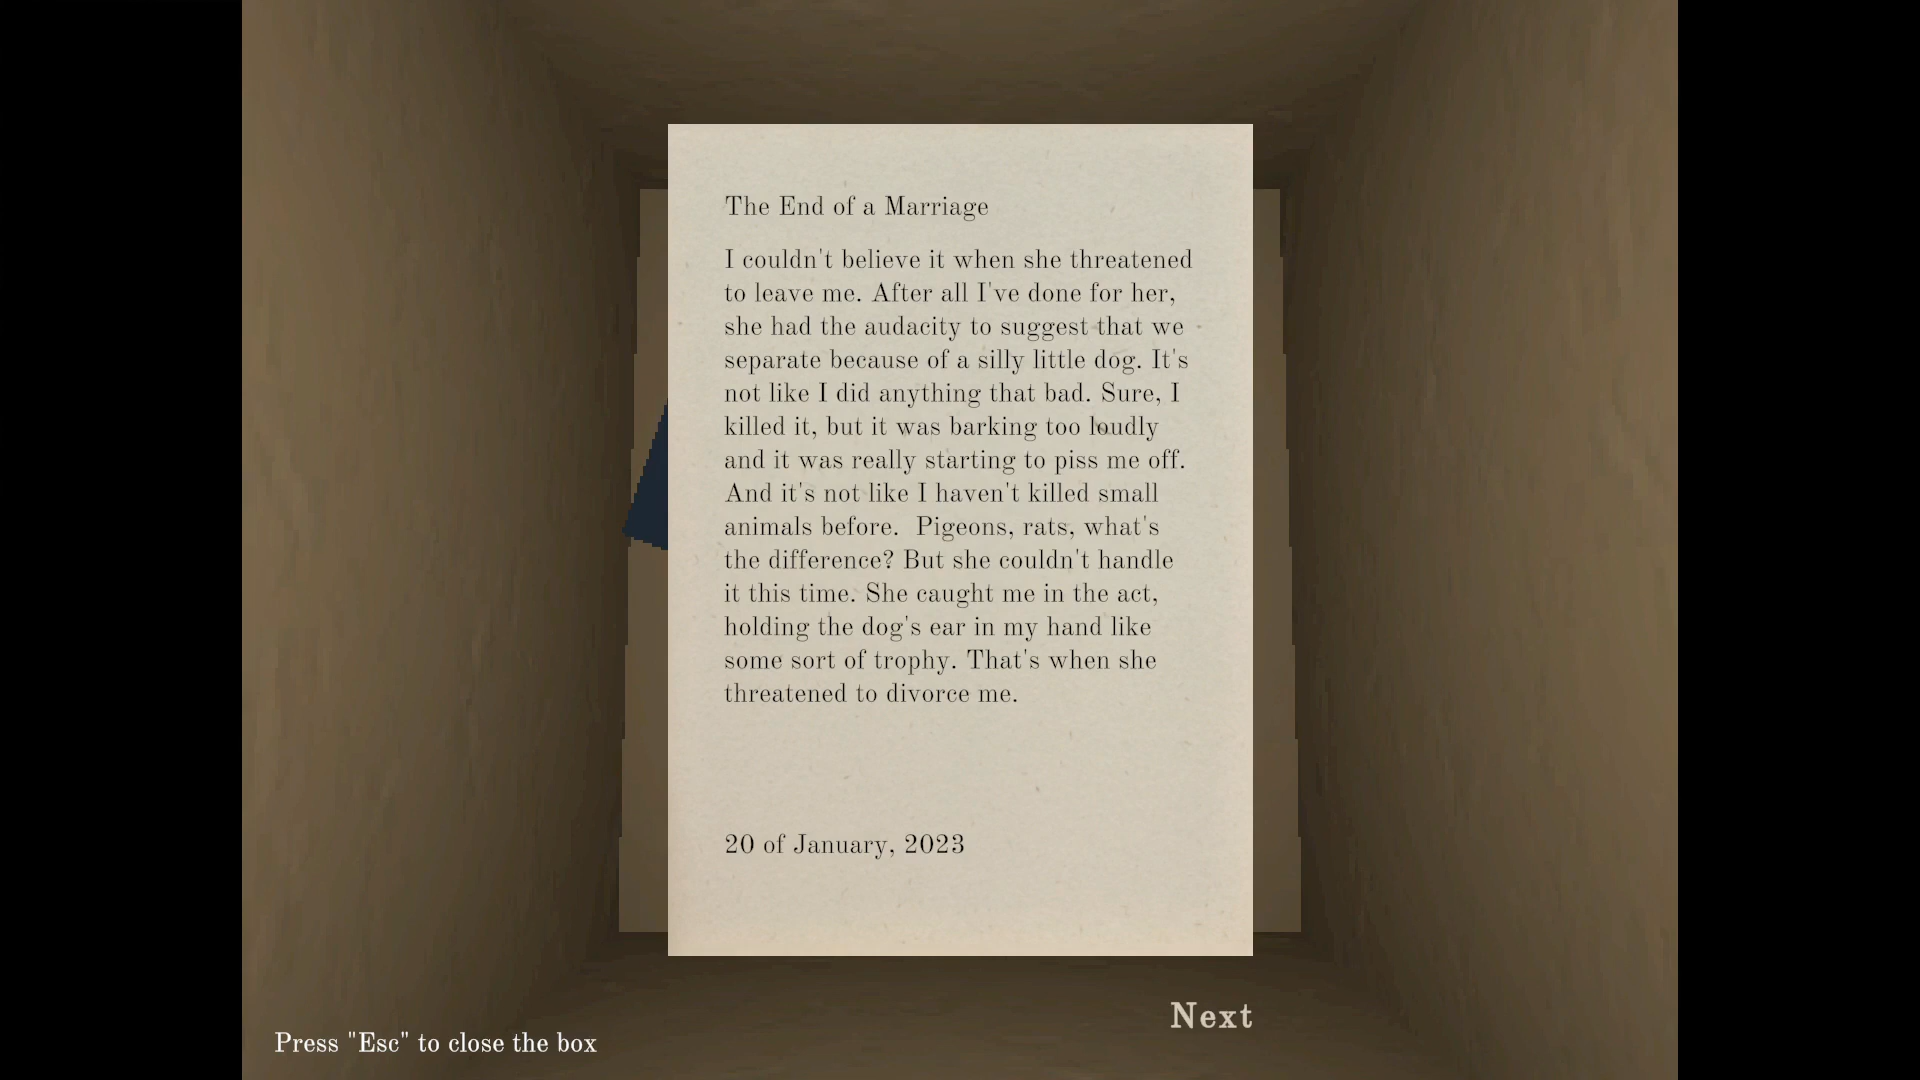 The End of a Marriage
I couldn't believe it when she threatened
to leave me. After all I've done for her,
she had the audacity to suggest that we
separate because of a silly little dog. It's
not like I did anything that bad. Sure, I
killed it, but it was barking too loudly
and it was really starting to piss me off.
And it's not like I haven't killed small
animals before.  Pigeons, rats, what's
the difference? But she couldn't handle
it this time. She caught me in the act,
holding the dog's ear in my hand like
some sort of trophy. That's when she
threatened to divorce me.
20 of January, 2023
Next
Press "Esc" to close the box